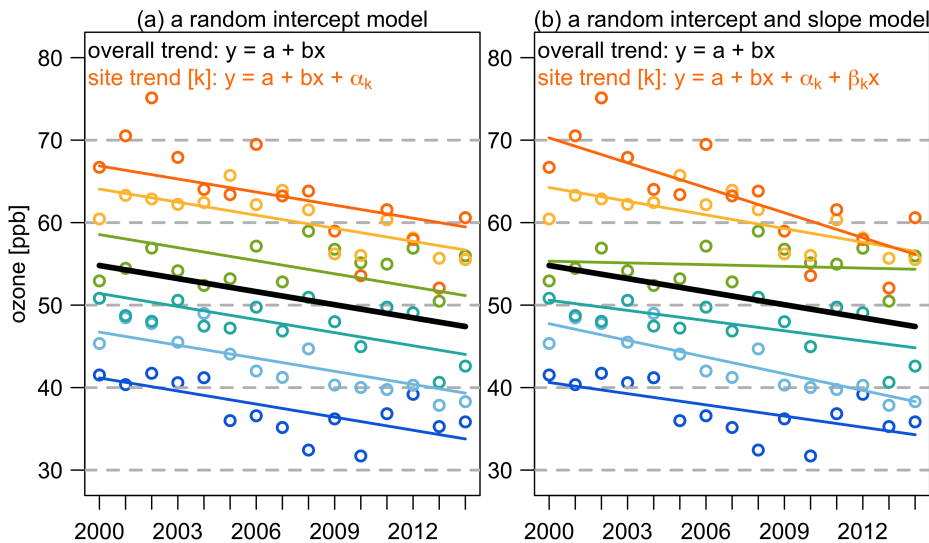 (a) a random intercept model
overall trend: y = a + bx
site trend [k]: y = a + bx + αk
(b) a random intercept and slope model
overall trend: y = a + bx
site trend [k]: y = a + bx + αk + βkx
ozone [ppb]
80
70
60
50
40
30
2000 2003 2006 2009 2012
80
70
60
50
40
30
2000 2003 2006 2009 2012